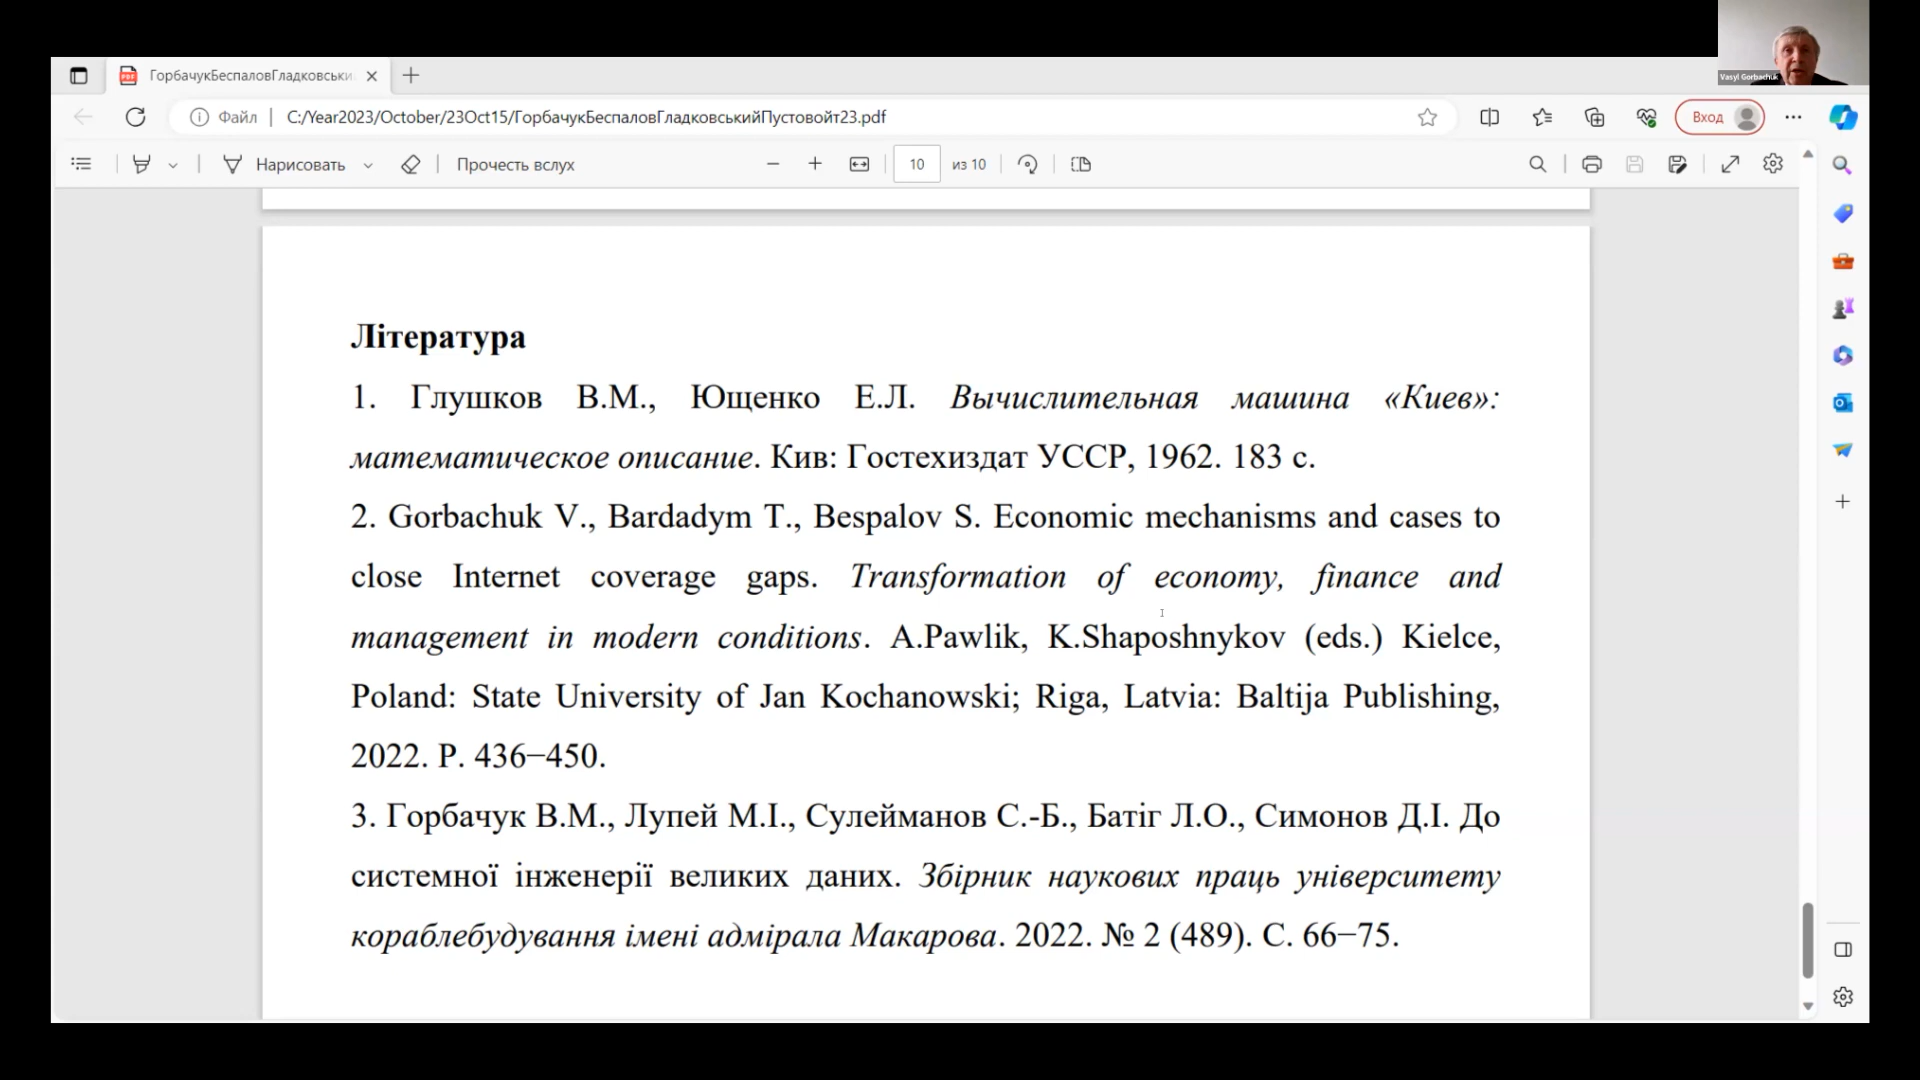 Vasyl Gorbachuk
ГорбачукБеспаловГладковськи
Файл
C:/Year2023/October/23Oct15/ГорбачукБеспаловГладковськийПустовойт23.pdf
Вход
Нарисовать
Прочесть вслух
10
из 10
Література
1. Глушков В.М., Ющенко Е.Л. Вычислительная машина «Киев»:
математическое описание. Кив: Гостехиздат УССР, 1962. 183 с.
2. Gorbachuk V., Bardadym T., Bespalov S. Economic mechanisms and cases to
close Internet coverage gaps. Transformation of economy, finance and
management in modern conditions. A.Pawlik, K.Shaposhnykov (eds.) Kielce,
Poland: State University of Jan Kochanowski; Riga, Latvia: Baltija Publishing,
2022. P. 436−450.
3. Горбачук В.М., Лупей М.І., Сулейманов С.-Б., Батіг Л.О., Симонов Д.І. До
системної інженерії великих даних. Збірник наукових праць університету
кораблебудування імені адмірала Макарова. 2022. № 2 (489). С. 66−75.